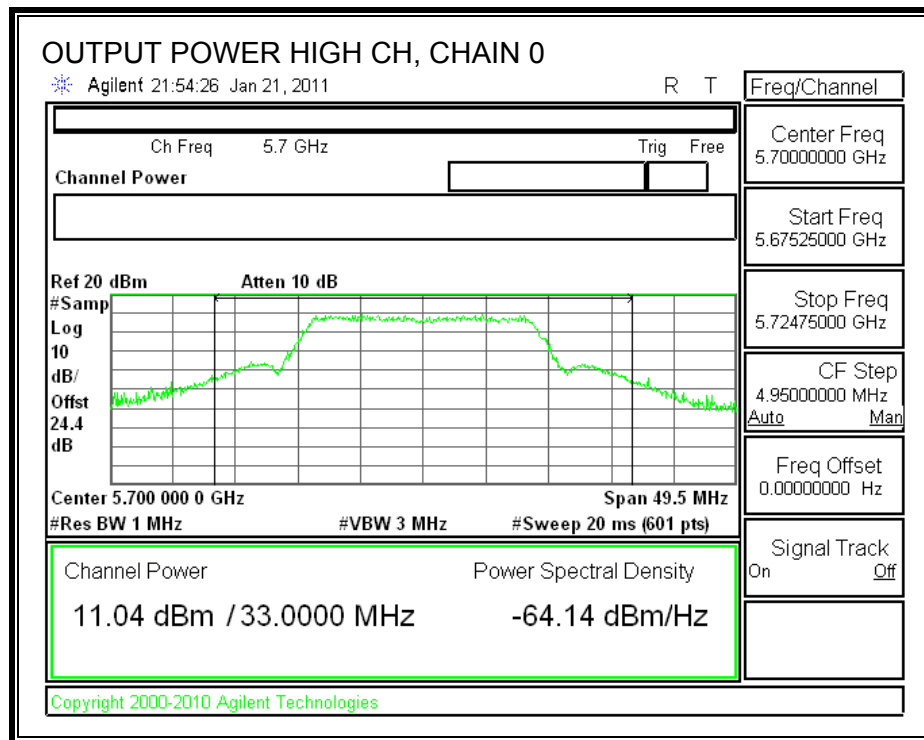 OUTPUT POWER HIGH CH, CHAIN 0
Agilent 21:54:26 Jan 21, 2011 R T
Freq/Channel
Ch Freq 5.7 GHz Trig Free
Channel Power
Center Freq
5.70000000 GHz
Start Freq
5.67525000 GHz
Stop Freq
5.72475000 GHz
CF Step
4.95000000 MHz
Auto Man
Freq Offset
0.00000000 Hz
Signal Track
On Off
Ref 20 dBm Atten 10 dB
#Samp
Log
10
dB/
Offst
24.4
dB
Center 5.700 000 0 GHz Span 49.5 MHz
#Res BW 1 MHz #VBW 3 MHz #Sweep 20 ms (601 pts)
Channel Power Power Spectral Density
11.04 dBm / 33.0000 MHz -64.14 dBm/Hz
Copyright 2000-2010 Agilent Technologies